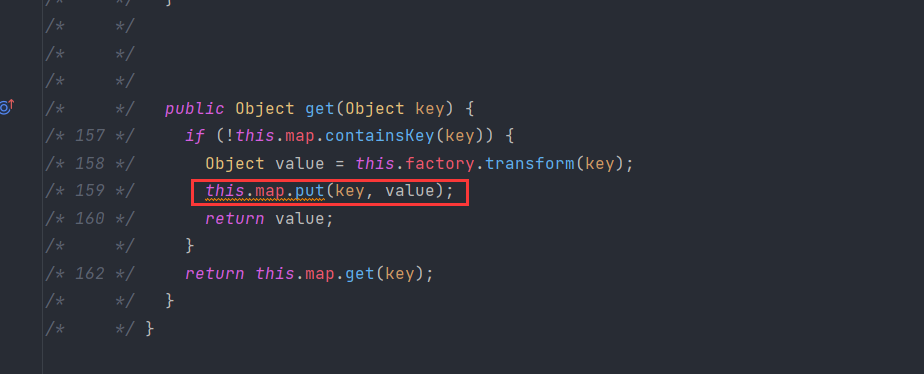 /*     */   }
/*     */
/*     */
/*     */
/*     */   public Object get(Object key) {
/* 157 */     if (!this.map.containsKey(key)) {
/* 158 */       Object value = this.factory.transform(key);
/* 159 */       this.map.put(key, value);
/* 160 */       return value;
/*     */     }
/* 162 */     return this.map.get(key);
/*     */   }
/*     */ }